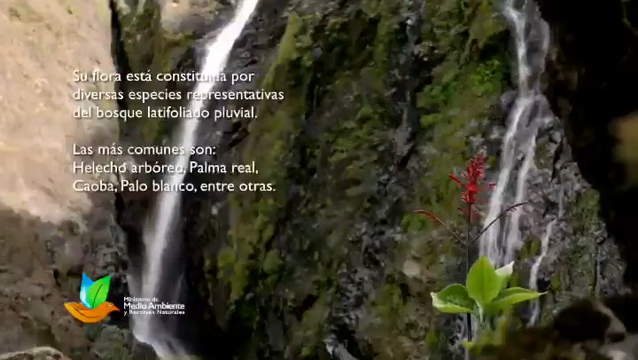 Su flora está constituida por
diversas especies representativas
del bosque latifoliado pluvial.
Las más comunes son:
Helecho arbóreo, Palma real,
Caoba, Palo blanco, entre otras.
Ministerio de
Medio Ambiente
y Recursos Naturales